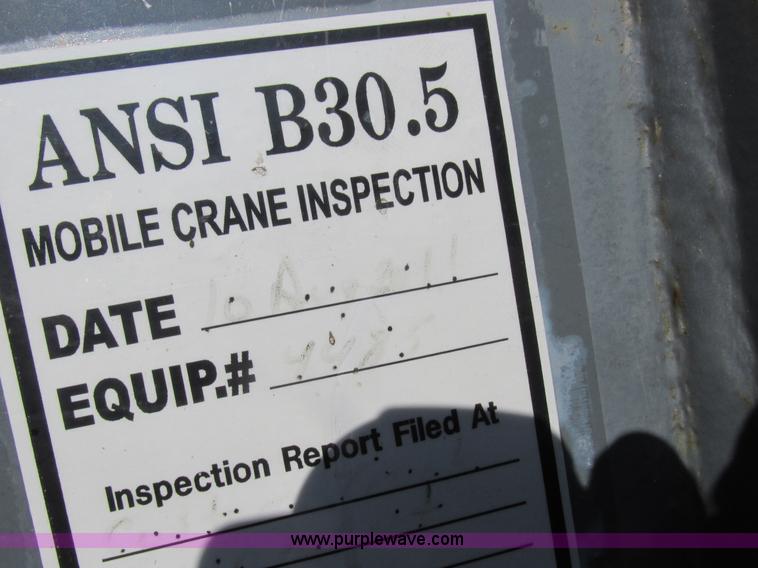 ANSI B30.5
MOBILE CRANE INSPECTION
DATE
EQUIP.#
Inspection Report Filed At
www.purplewave.com